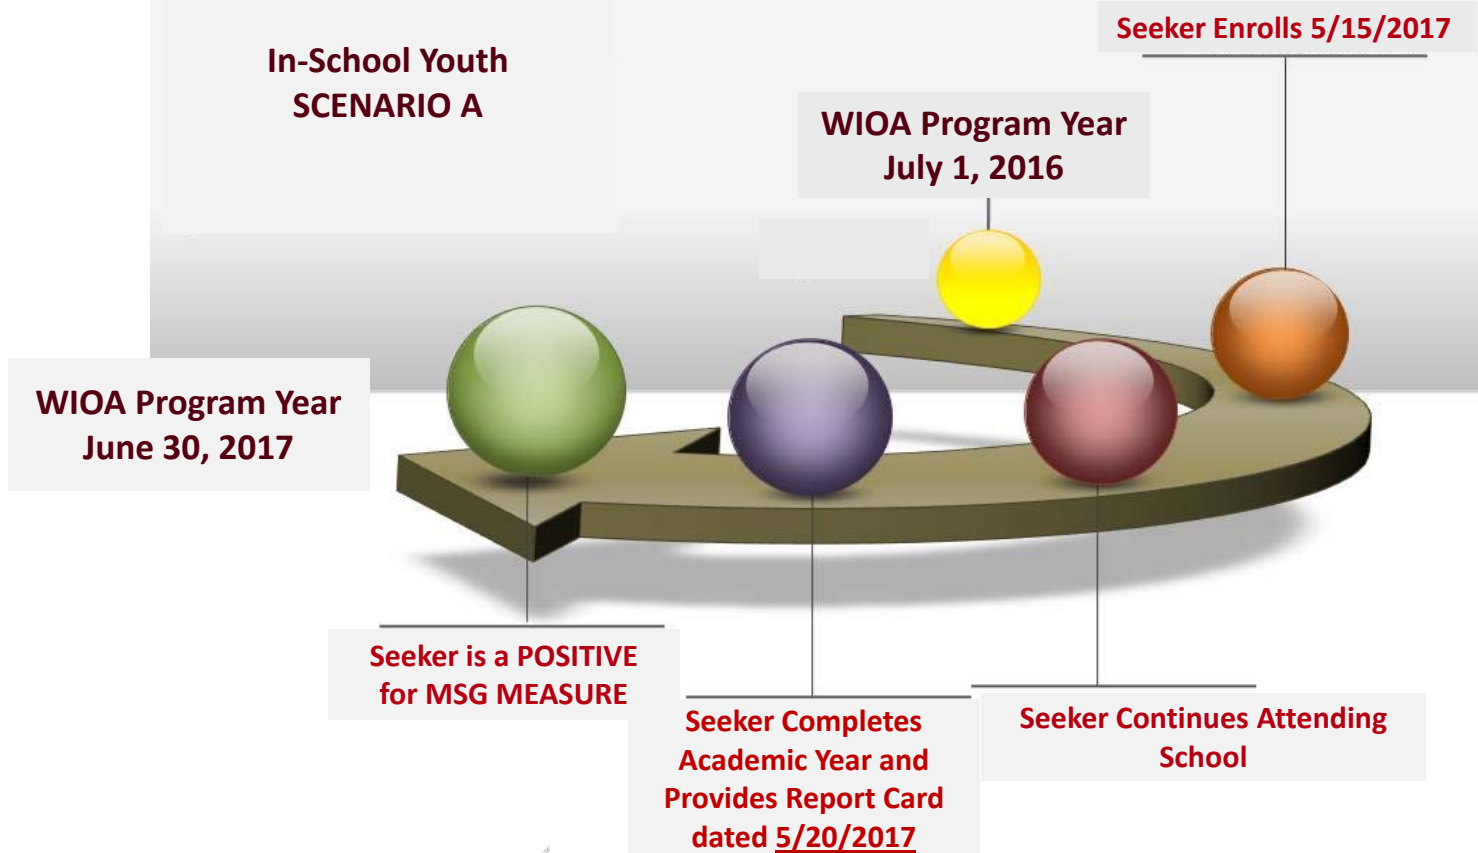 In-School Youth
SCENARIO A
WIOA Program Year
July 1, 2016
Seeker Enrolls 5/15/2017
Seeker Continues Attending
School
Seeker Completes
Academic Year and
Provides Report Card
dated 5/20/2017
Seeker is a POSITIVE
for MSG MEASURE
WIOA Program Year
June 30, 2017